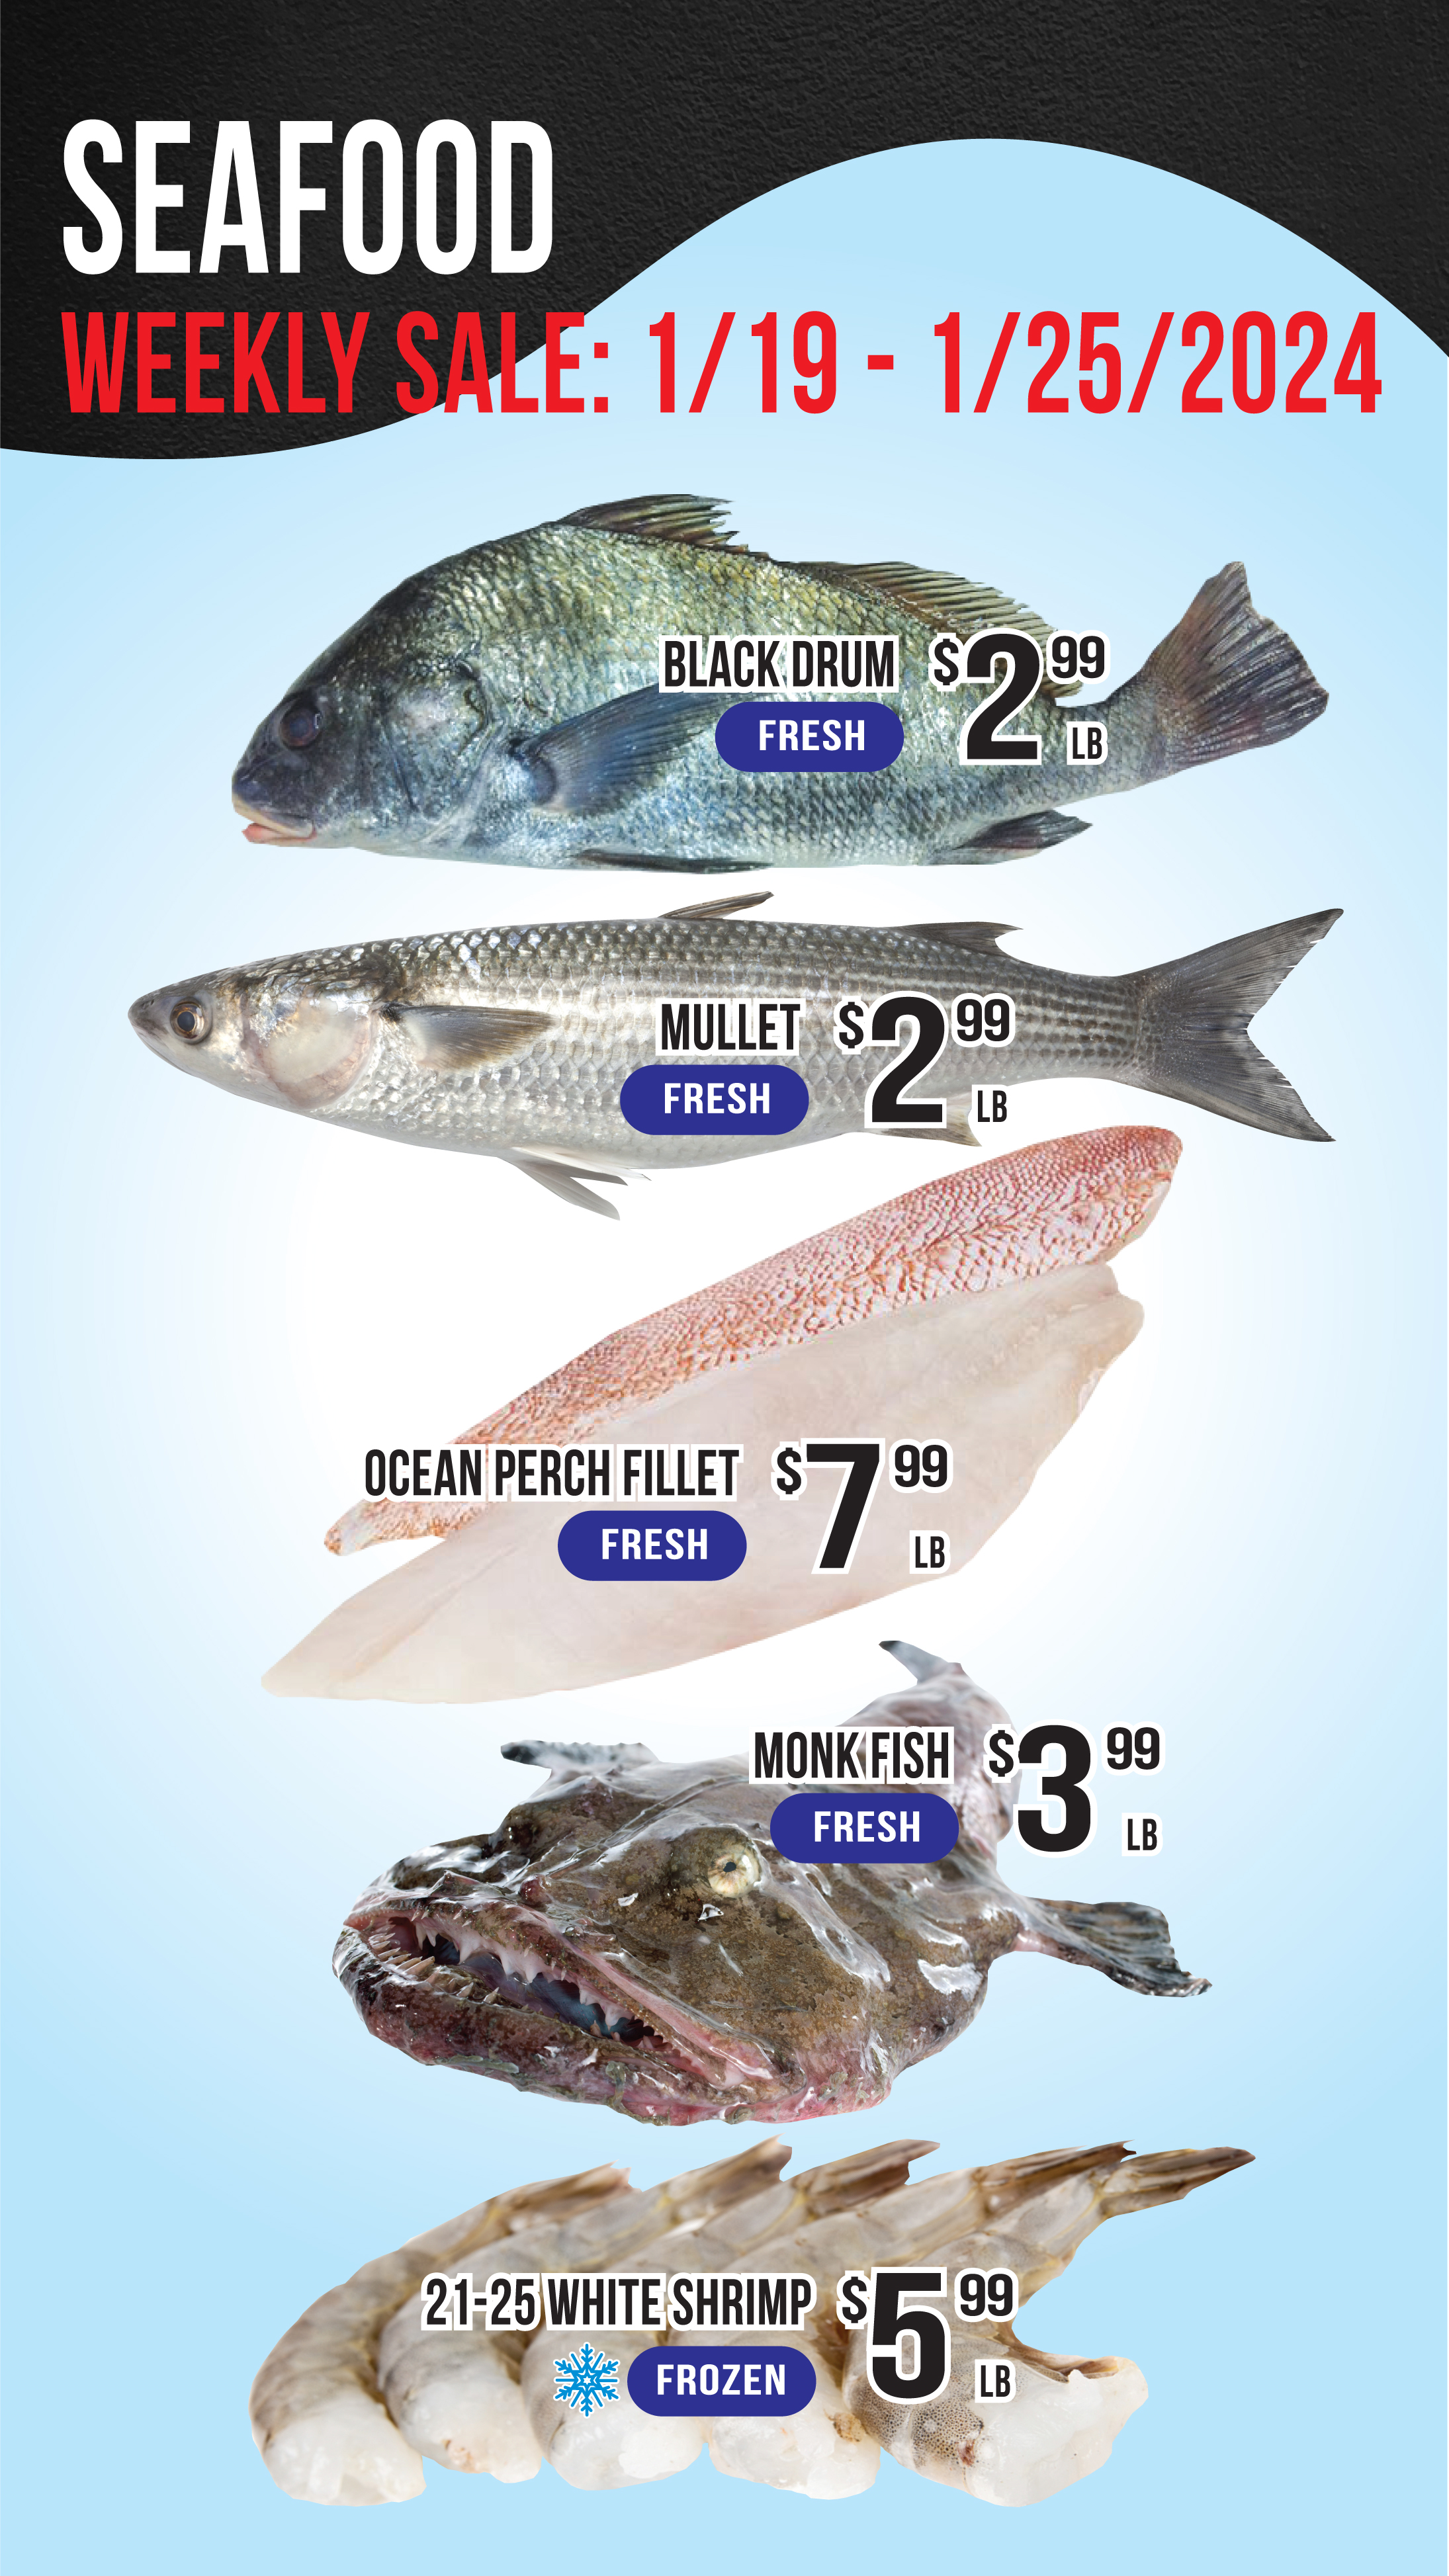 SEAFOOD
WEEKLY SALE: 1/19 - 1/25/2024
BLACK DRUM $2 99
FRESH LB
MULLET $2 99
FRESH LB
OCEAN PERCH FILLET $7 99
FRESH LB
MONK FISH $3 99
FRESH LB
21-25 WHITE SHRIMP $5 99
FROZEN LB